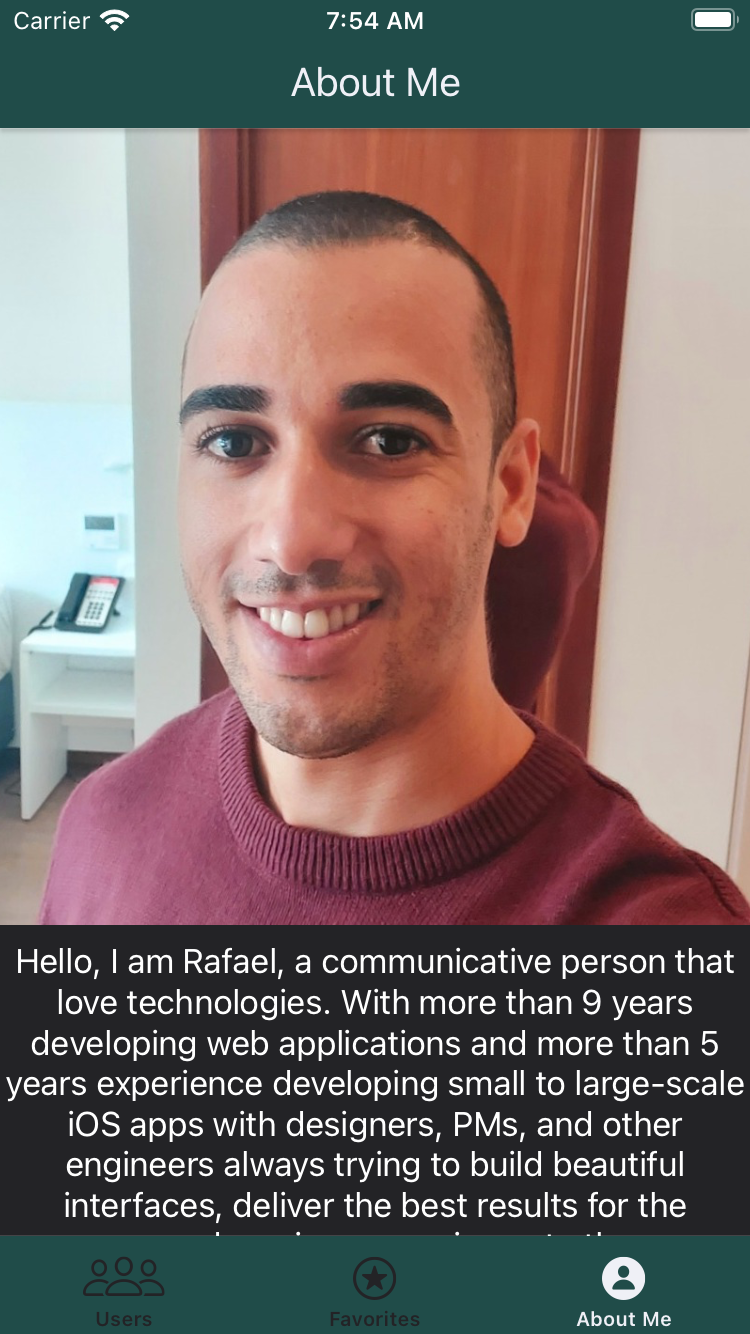 Carrier 7:54 AM
About Me
Hello, I am Rafael, a communicative person that
love technologies. With more than 9 years
developing web applications and more than 5
years experience developing small to large-scale
iOS apps with designers, PMs, and other
engineers always trying to build beautiful
interfaces, deliver the best results for the
Users Favorites About Me